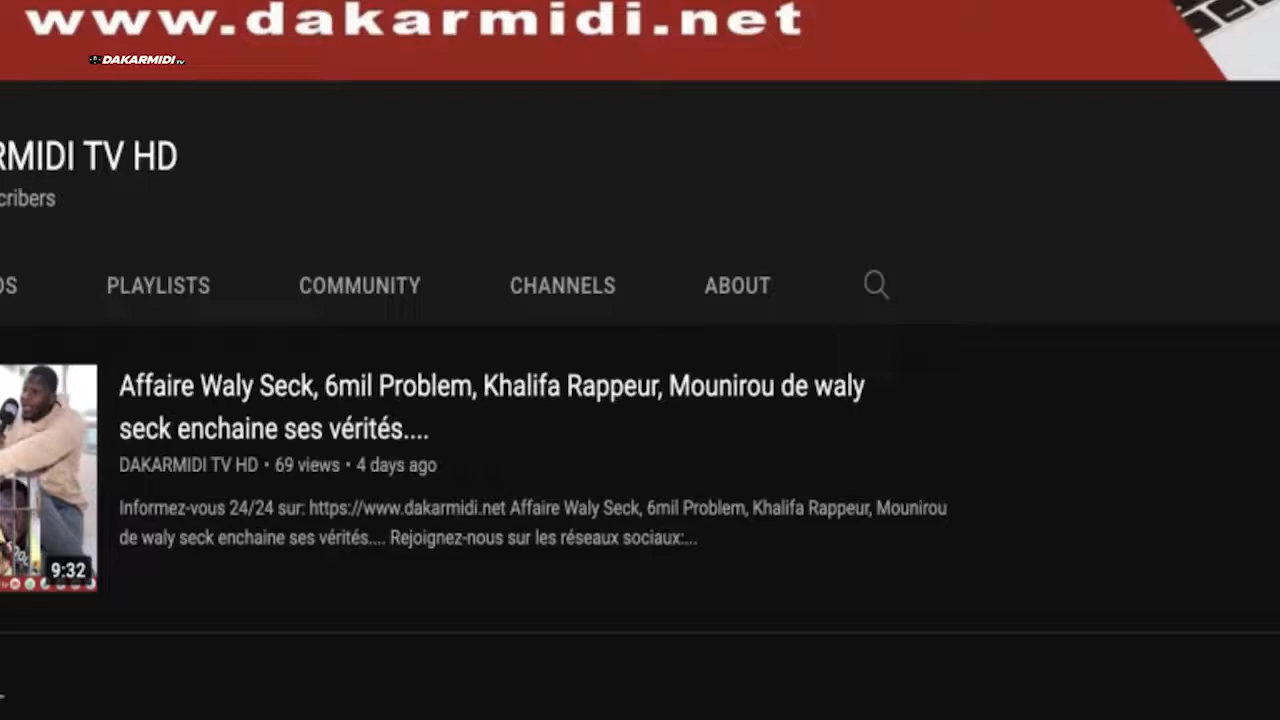 www.dakarmidi.net
DAKARMIDI TV
RMIDI TV HD
cribers
OS
PLAYLISTS
COMMUNITY
CHANNELS
ABOUT
Affaire Waly Seck, 6mil Problem, Khalifa Rappeur, Mounirou de waly
seck enchaine ses vérités....
DAKARMIDI TV HD • 69 views • 4 days ago
Informez-vous 24/24 sur: https://www.dakarmidi.net Affaire Waly Seck, 6mil Problem, Khalifa Rappeur, Mounirou
de waly seck enchaine ses vérités.... Rejoignez-nous sur les réseaux sociaux:...
9:32